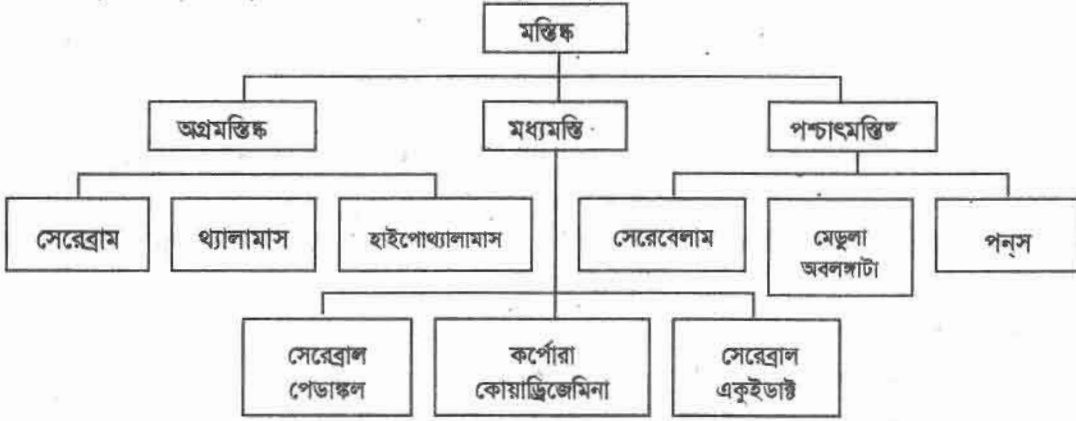 মস্তিষ্ক
অগ্রমস্তিষ্ক
মধ্যমস্তি
পশ্চাৎমস্তিষ্ক
সেরেব্রাম
থ্যালামাস
হাইপোথ্যালামাস
সেরেবেলাম
মেডুলা
অবলঙ্গাটা
পন্‌স
সেরেব্রাল
পেডাঙ্কল
কর্পোরা
কোয়াড্রিজেমিনা
সেরেব্রাল
একুইডাক্ট